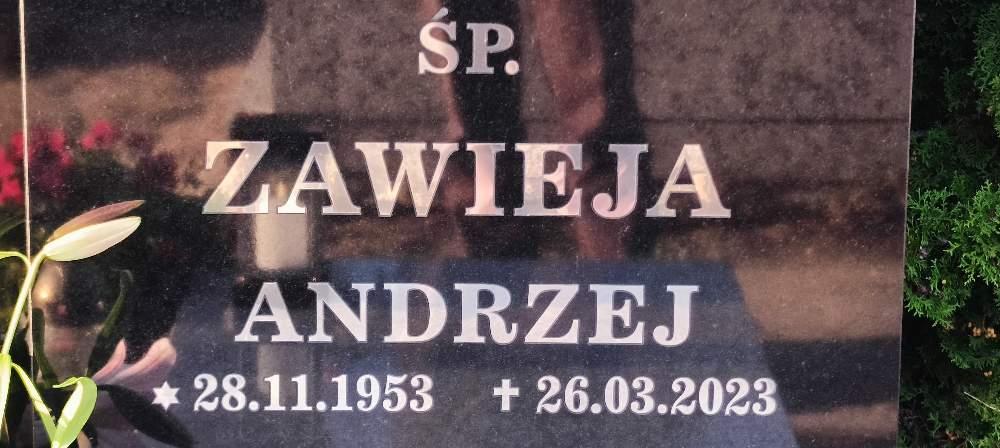 ŚP.
ZAWIEJA
ANDRZEJ
✶ 28.11.1953 ✝ 26.03.2023